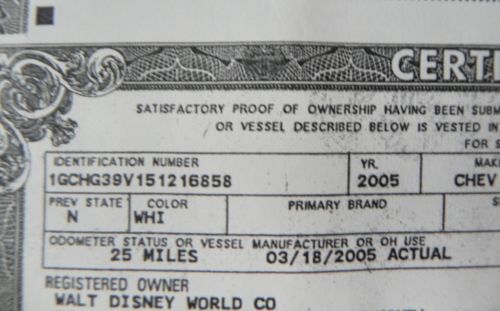 CERT
SATISFACTORY PROOF OF OWNERSHIP HAVING BEEN SUBM
OR VESSEL DESCRIBED BELOW IS VESTED IN
FOR S
IDENTIFICATION NUMBER YR. MAK
1GCHG39V151216858 2005 CHEV
PREV STATE COLOR PRIMARY BRAND
N WHI
ODOMETER STATUS OR VESSEL MANUFACTURER OR OH USE
25 MILES 03/18/2005 ACTUAL
REGISTERED OWNER
WALT DISNEY WORLD CO